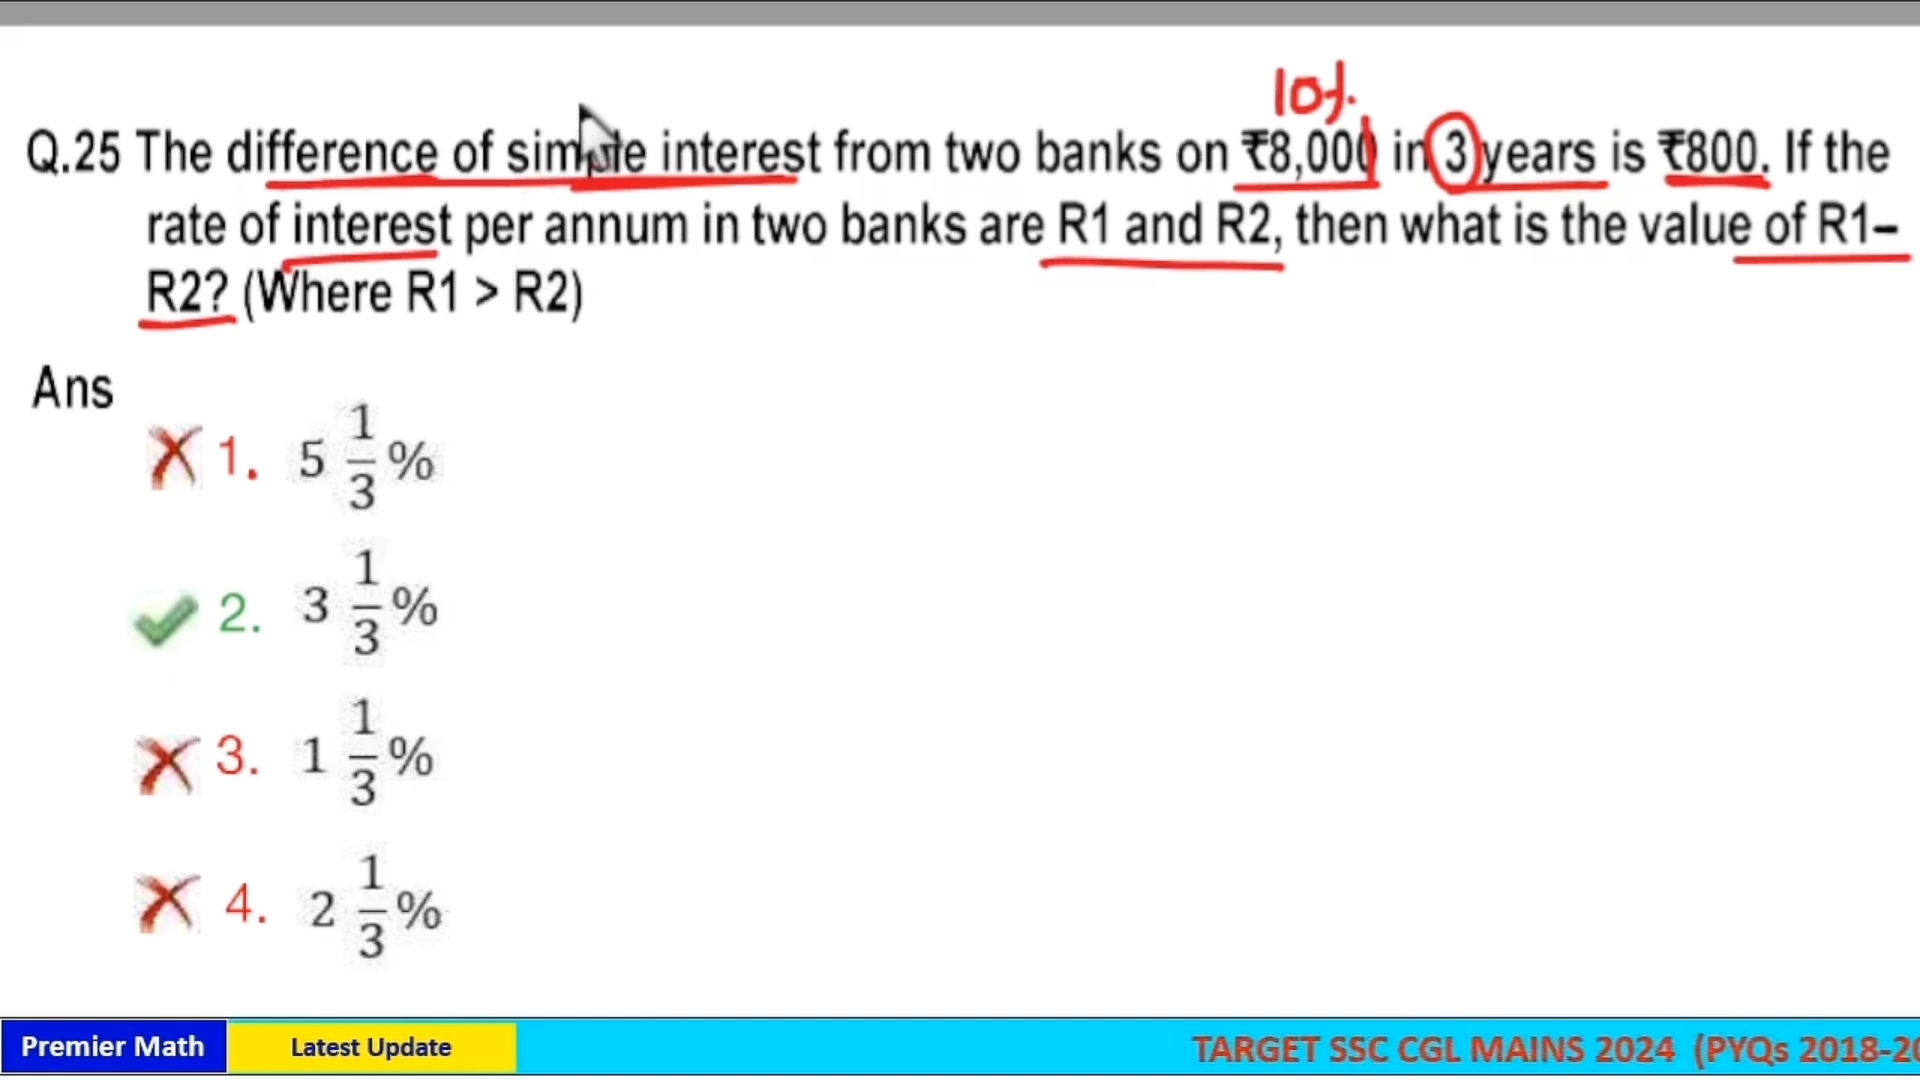 10%
Q.25 The difference of simple interest from two banks on ₹8,000 in 3 years is ₹800. If the
rate of interest per annum in two banks are R1 and R2, then what is the value of R1–
R2? (Where R1 > R2)
Ans
1. 5 1/3%
2. 3 1/3%
3. 1 1/3%
4. 2 1/3%
Premier Math Latest Update TARGET SSC CGL MAINS 2024 (PYQs 2018-20